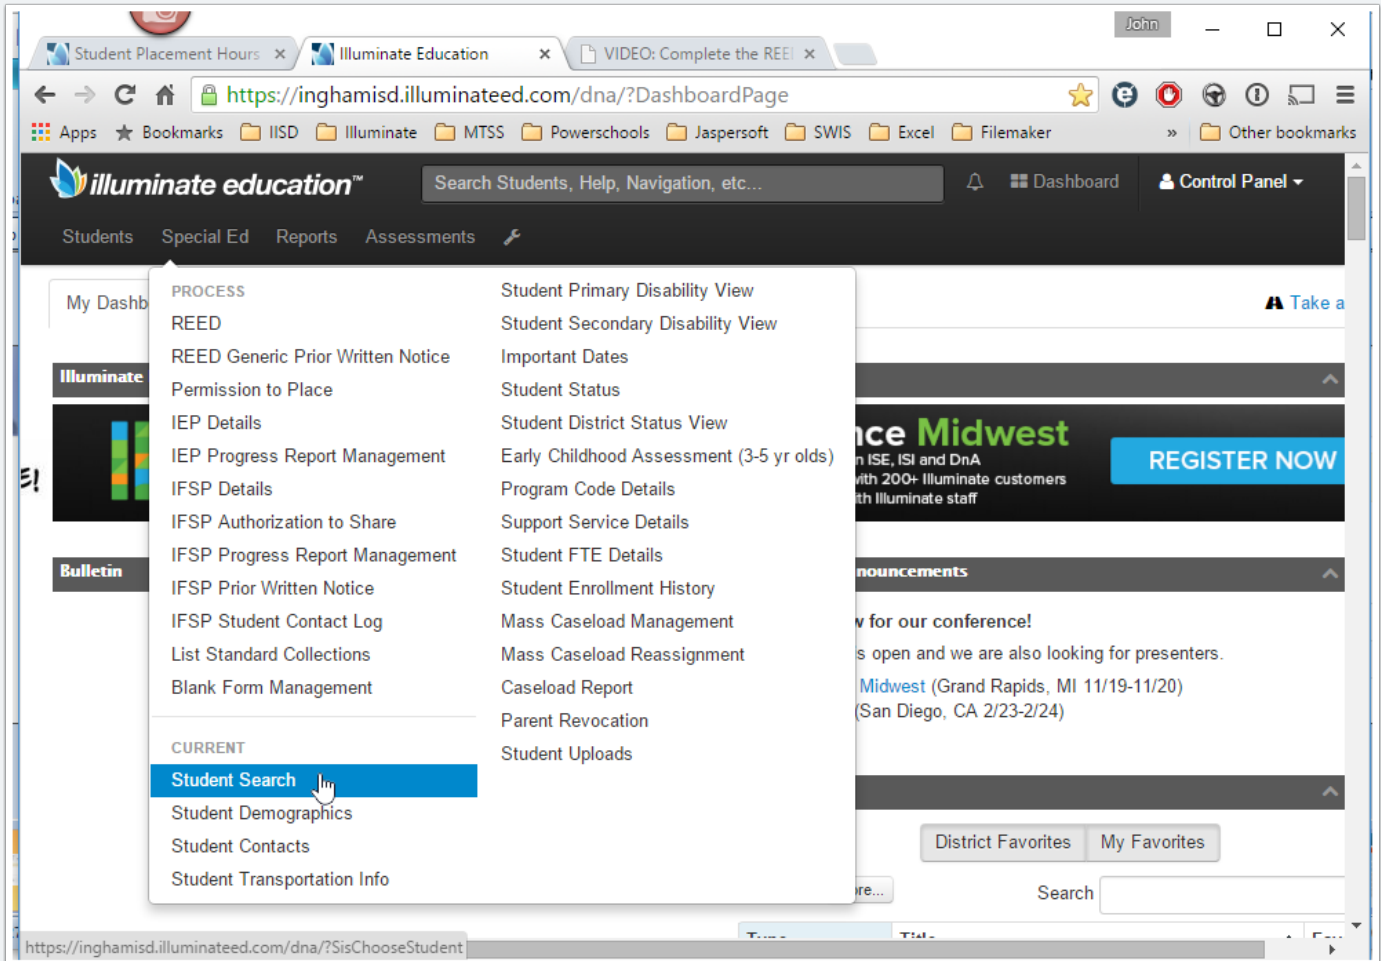 John
Student Placement Hours
Illuminate Education
VIDEO: Complete the REE
https://inghamisd.illuminateed.com/dna/?DashboardPage
Apps Bookmarks IISD Illuminate MTSS Powerschools Jaspersoft SWIS Excel Filemaker » Other bookmarks
illuminate education™
Search Students, Help, Navigation, etc...
Dashboard
Control Panel
Students Special Ed Reports Assessments
My Dashb
Take a
PROCESS
REED
REED Generic Prior Written Notice
Permission to Place
IEP Details
IEP Progress Report Management
IFSP Details
IFSP Authorization to Share
IFSP Progress Report Management
IFSP Prior Written Notice
IFSP Student Contact Log
List Standard Collections
Blank Form Management
CURRENT
Student Search
Student Demographics
Student Contacts
Student Transportation Info
Student Primary Disability View
Student Secondary Disability View
Important Dates
Student Status
Student District Status View
Early Childhood Assessment (3-5 yr olds)
Program Code Details
Support Service Details
Student FTE Details
Student Enrollment History
Mass Caseload Management
Mass Caseload Reassignment
Caseload Report
Parent Revocation
Student Uploads
Illuminate
E!
nce Midwest
n ISE, ISI and DnA
with 200+ Illuminate customers
ith Illuminate staff
REGISTER NOW
Bulletin
nouncements
w for our conference!
s open and we are also looking for presenters.
Midwest (Grand Rapids, MI 11/19-11/20)
(San Diego, CA 2/23-2/24)
District Favorites My Favorites
ore...
Search
https://inghamisd.illuminateed.com/dna/?SisChooseStudent